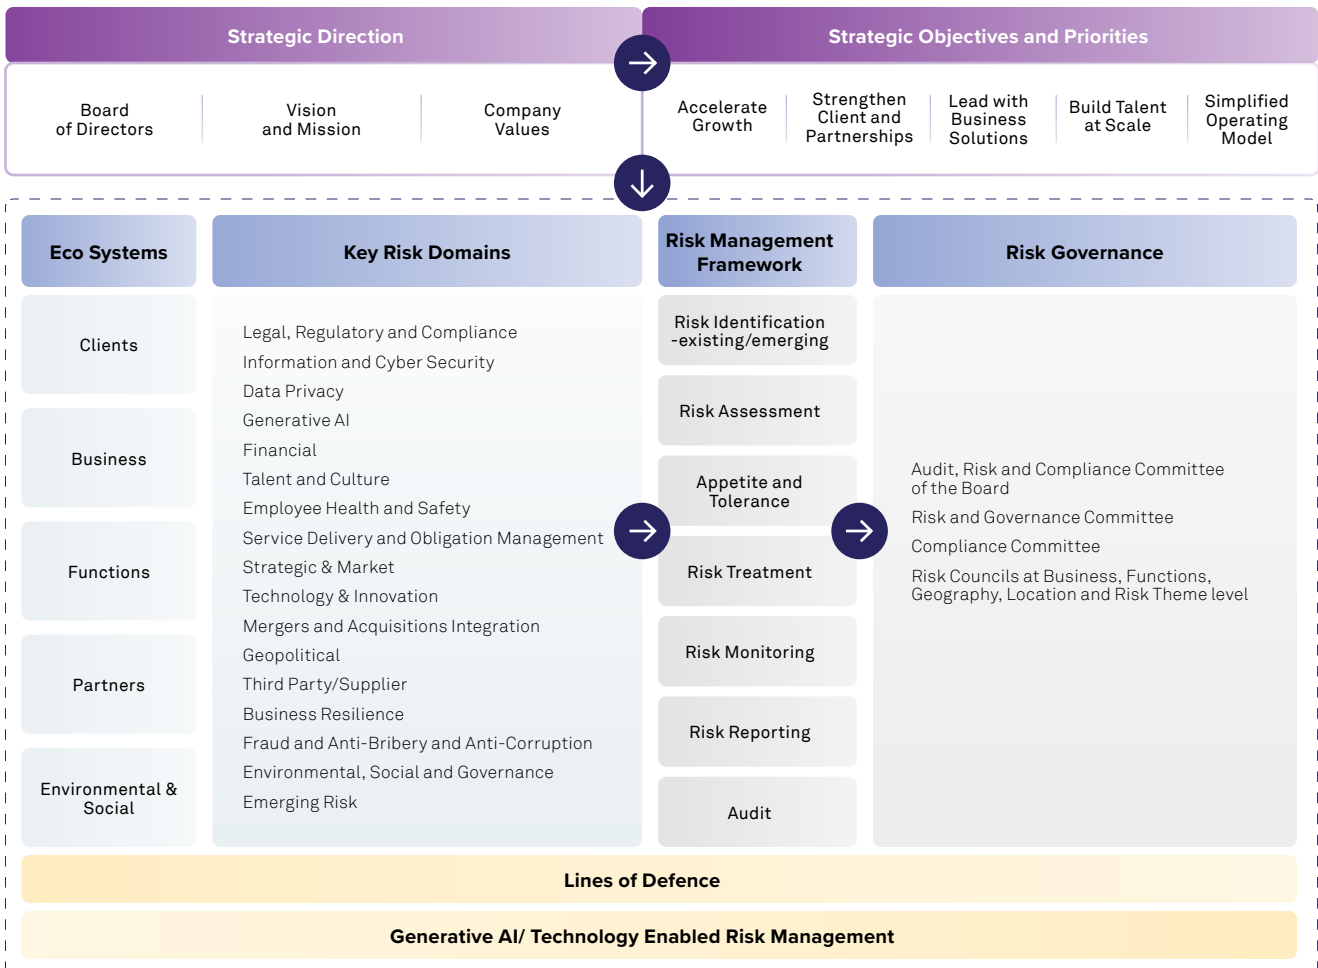 Strategic Direction
Strategic Objectives and Priorities
Board
of Directors
Vision
and Mission
Company
Values
Accelerate
Growth
Strengthen
Client and
Partnerships
Lead with
Business
Solutions
Build Talent
at Scale
Simplified
Operating
Model
Eco Systems
Clients
Business
Functions
Partners
Environmental &
Social
Key Risk Domains
Legal, Regulatory and Compliance
Information and Cyber Security
Data Privacy
Generative AI
Financial
Talent and Culture
Employee Health and Safety
Service Delivery and Obligation Management
Strategic & Market
Technology & Innovation
Mergers and Acquisitions Integration
Geopolitical
Third Party/Supplier
Business Resilience
Fraud and Anti-Bribery and Anti-Corruption
Environmental, Social and Governance
Emerging Risk
Risk Management
Framework
Risk Identification
-existing/emerging
Risk Assessment
Appetite and
Tolerance
Risk Treatment
Risk Monitoring
Risk Reporting
Audit
Risk Governance
Audit, Risk and Compliance Committee
of the Board
Risk and Governance Committee
Compliance Committee
Risk Councils at Business, Functions,
Geography, Location and Risk Theme level
Lines of Defence
Generative AI/ Technology Enabled Risk Management